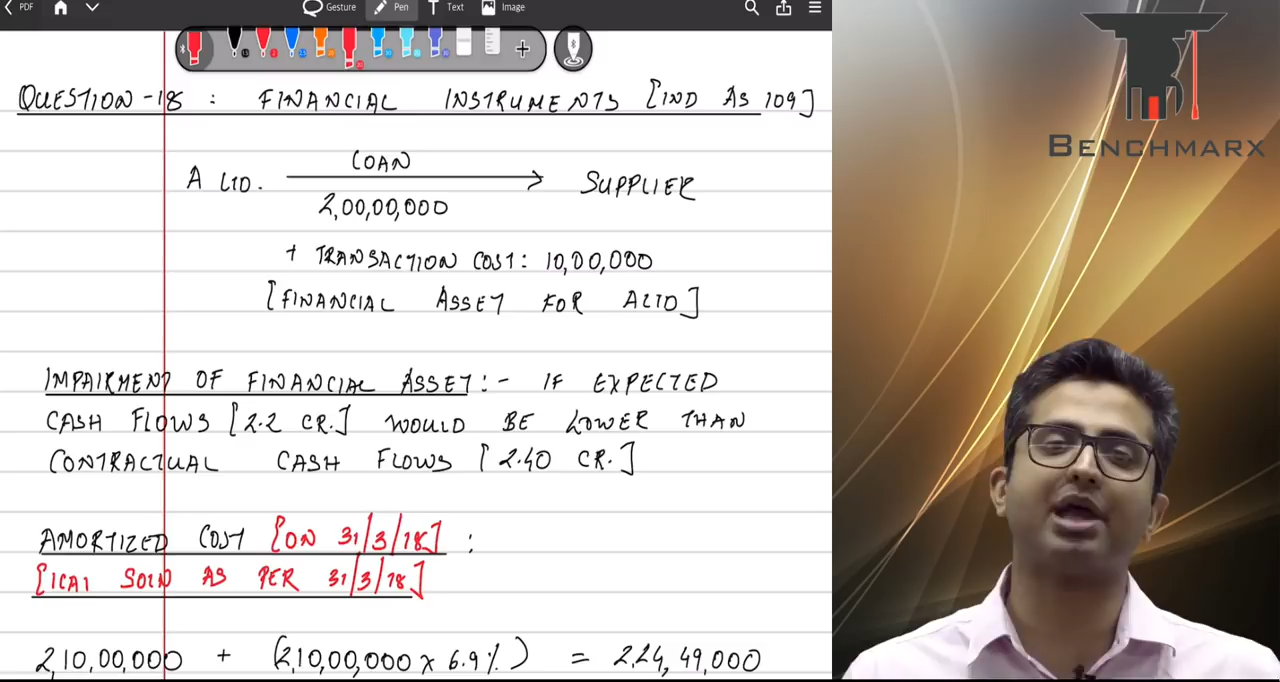 PDF
Gesture
Pen
Text
Image
QUESTION-18 : FINANCIAL INSTRUMENTS [IND AS 109]
A LTD. LOAN SUPPLIER
2,00,00,000
+ TRANSACTION COST: 10,00,000
[FINANCIAL ASSET FOR A LTD]
IMPAIRMENT OF FINANCIAL ASSET:- IF EXPECTED
CASH FLOWS [2.2 CR.] WOULD BE LOWER THAN
CONTRACTUAL CASH FLOWS [2.40 CR.]
AMORTIZED COST [ON 31/3/18] :
[ICAI SOLN AS PER 31/3/18]
2,10,00,000 + (2,10,00,000 x 6.9%) = 2,24,49,000
BENCHMARX